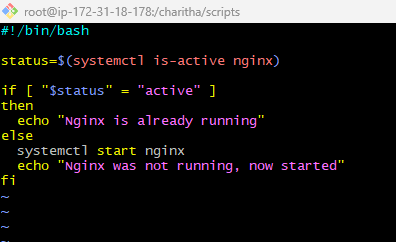 root@ip-172-31-18-178:/charitha/scripts
#!/bin/bash

status=$(systemctl is-active nginx)

if [ "$status" = "active" ]
then
  echo "Nginx is already running"
else
  systemctl start nginx
  echo "Nginx was not running, now started"
fi
~
~
~
~